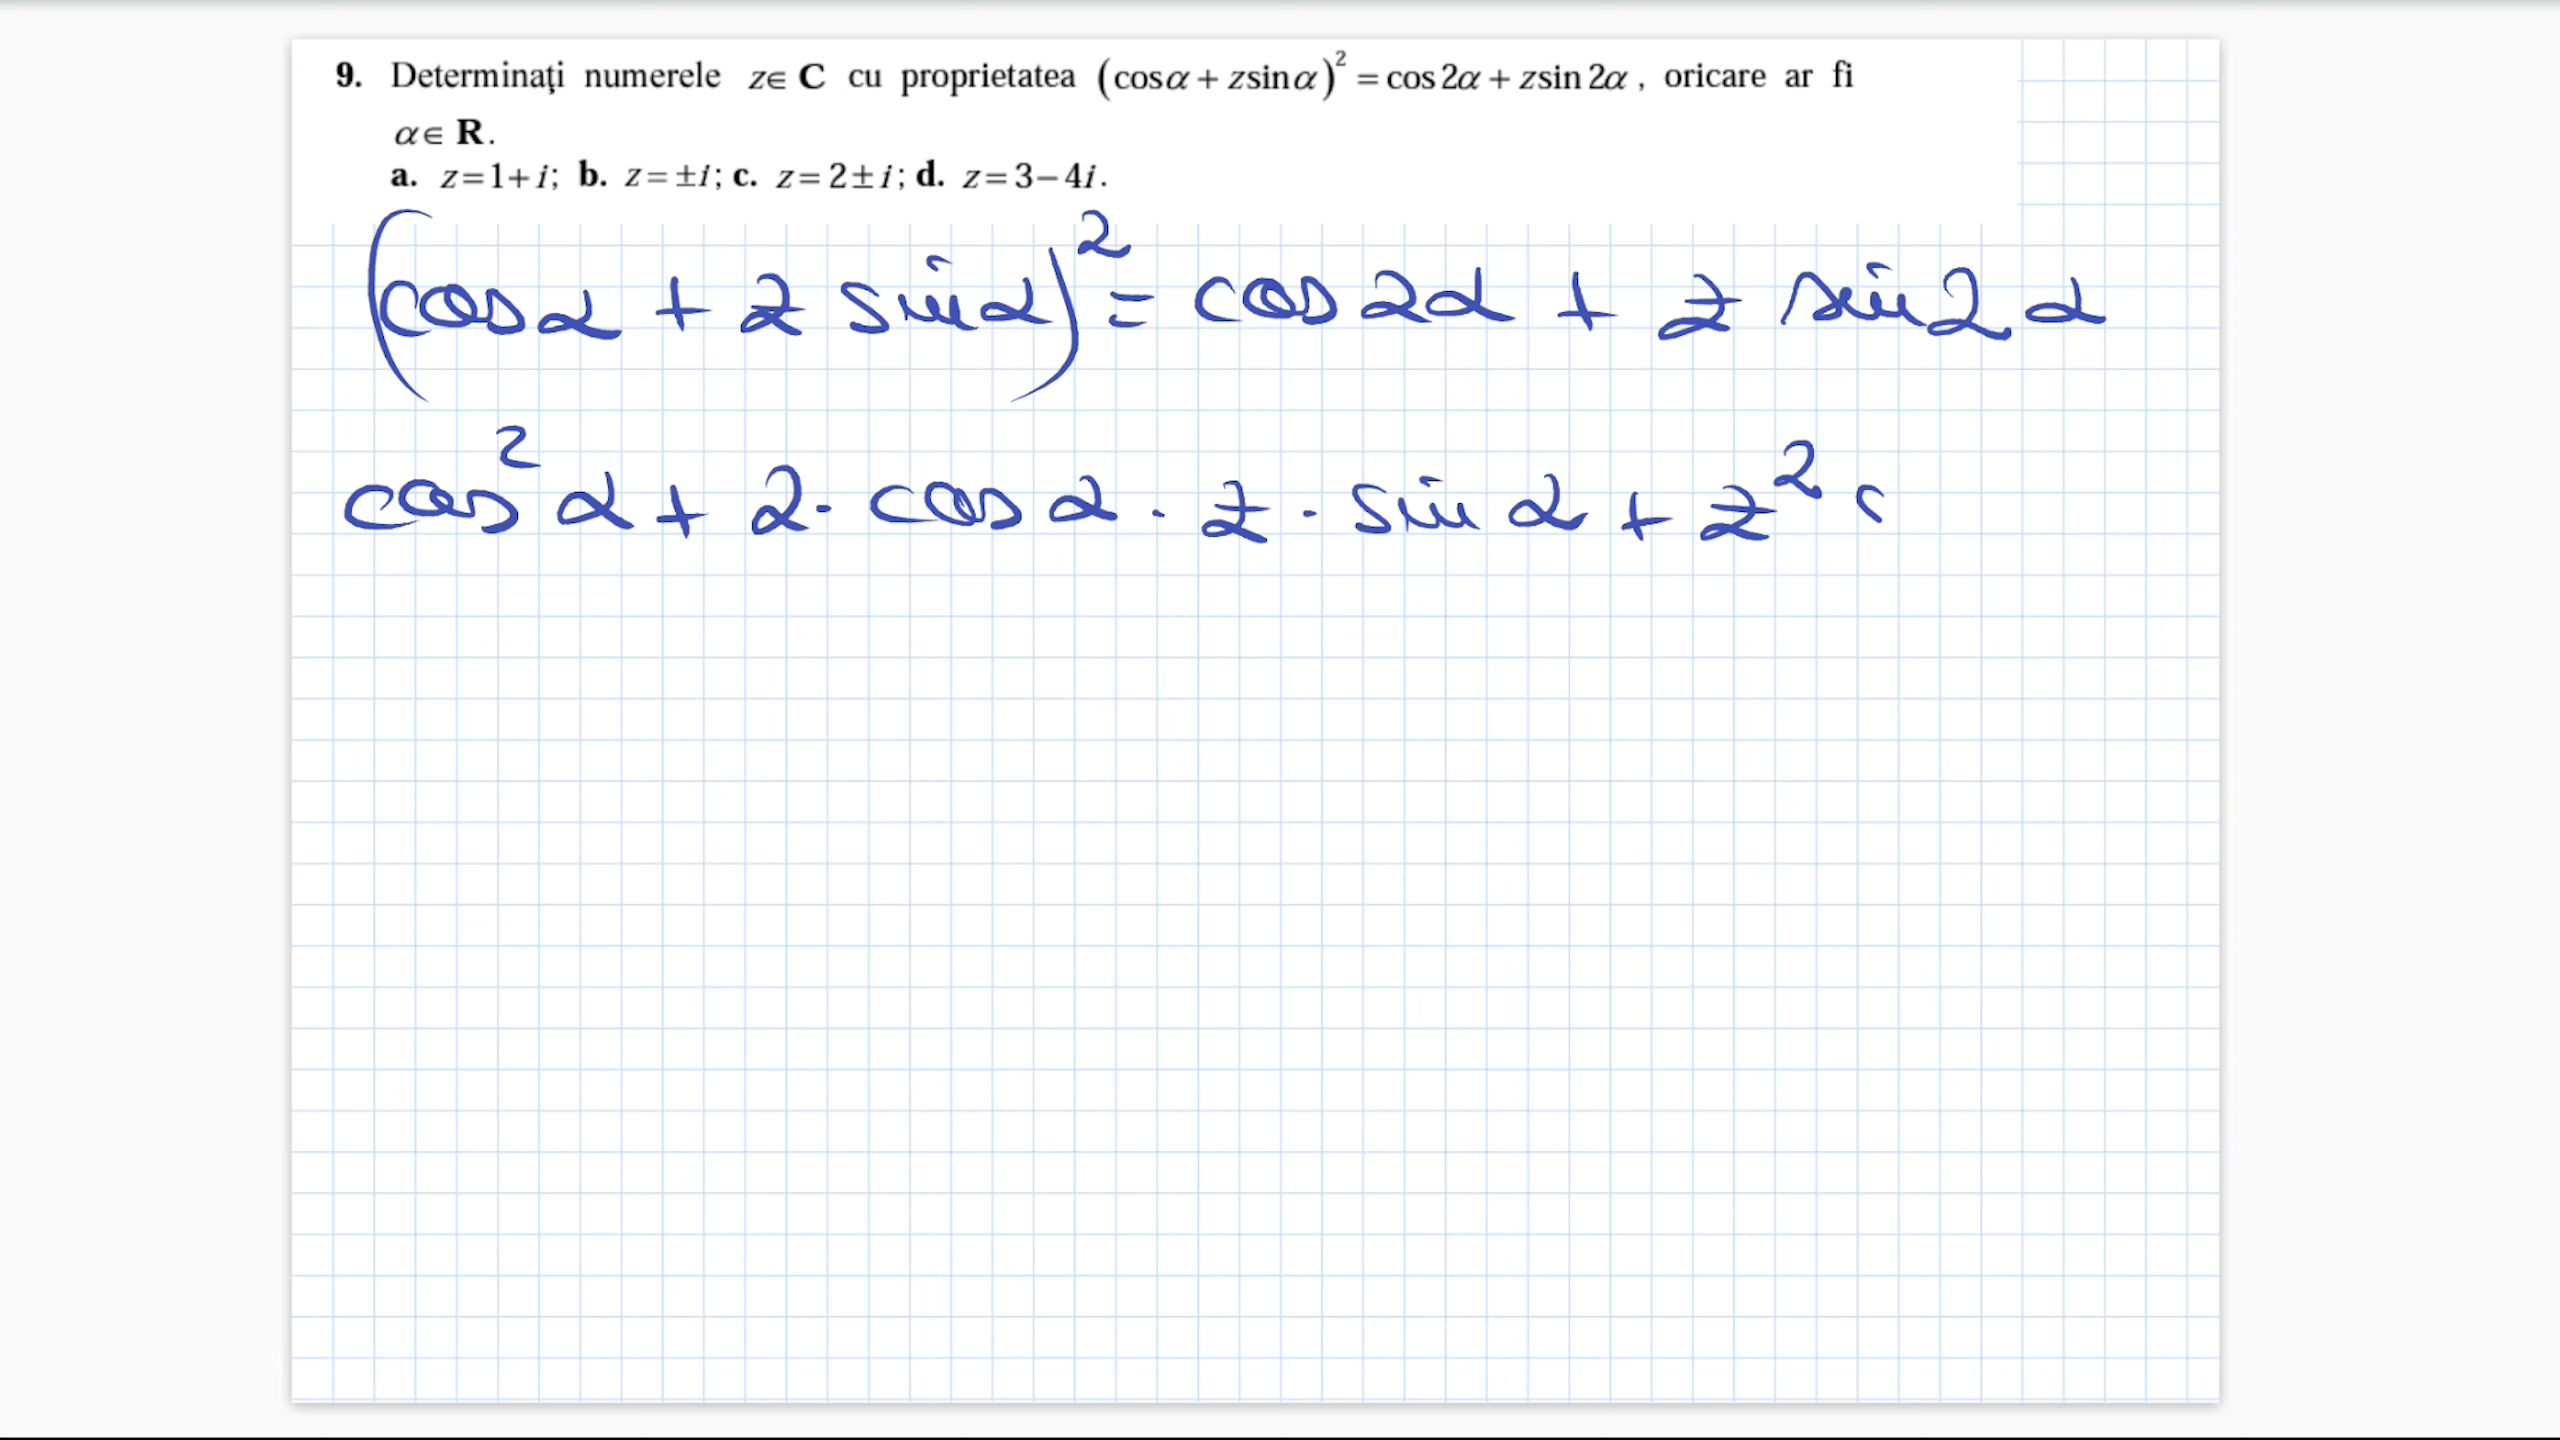 9. Determinaţi numerele z∈ C cu proprietatea (cosα + zsinα)² = cos2α + zsin2α , oricare ar fi
α∈ R.
a. z=1+i; b. z=±i; c. z=2±i; d. z=3−4i.
(cosα + z sinα)² = cos2α + z sin2α
cos²α + 2·cosα·z·sinα + z²